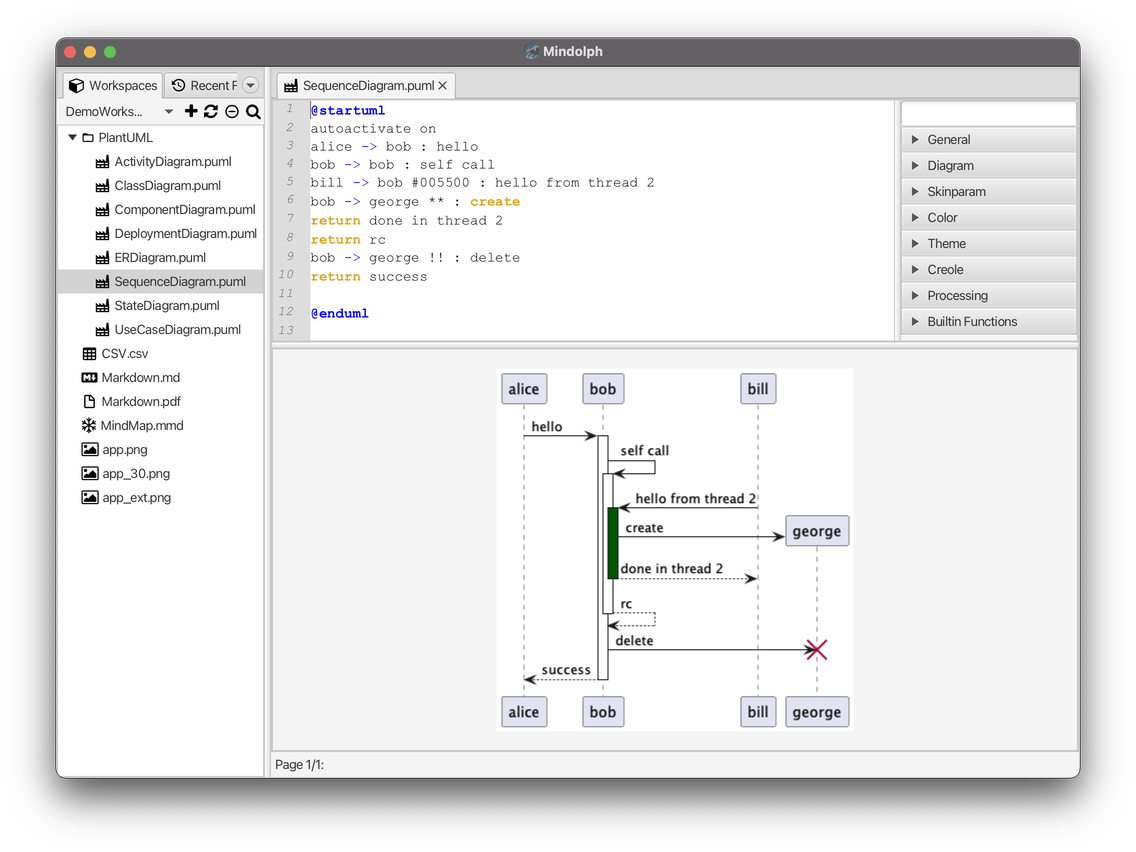 Mindolph
Workspaces
Recent F
DemoWorks...
PlantUML
ActivityDiagram.puml
ClassDiagram.puml
ComponentDiagram.puml
DeploymentDiagram.puml
ERDiagram.puml
SequenceDiagram.puml
StateDiagram.puml
UseCaseDiagram.puml
CSV.csv
Markdown.md
Markdown.pdf
MindMap.mmd
app.png
app_30.png
app_ext.png
SequenceDiagram.puml
1 @startuml
2 autoactivate on
3 alice -> bob : hello
4 bob -> bob : self call
5 bill -> bob #005500 : hello from thread 2
6 bob -> george ** : create
7 return done in thread 2
8 return rc
9 bob -> george !! : delete
10 return success
11
12 @enduml
13
General
Diagram
Skinparam
Color
Theme
Creole
Processing
Builtin Functions
alice bob bill
hello
self call
hello from thread 2
create
george
done in thread 2
rc
delete
success
alice bob bill george
Page 1/1: